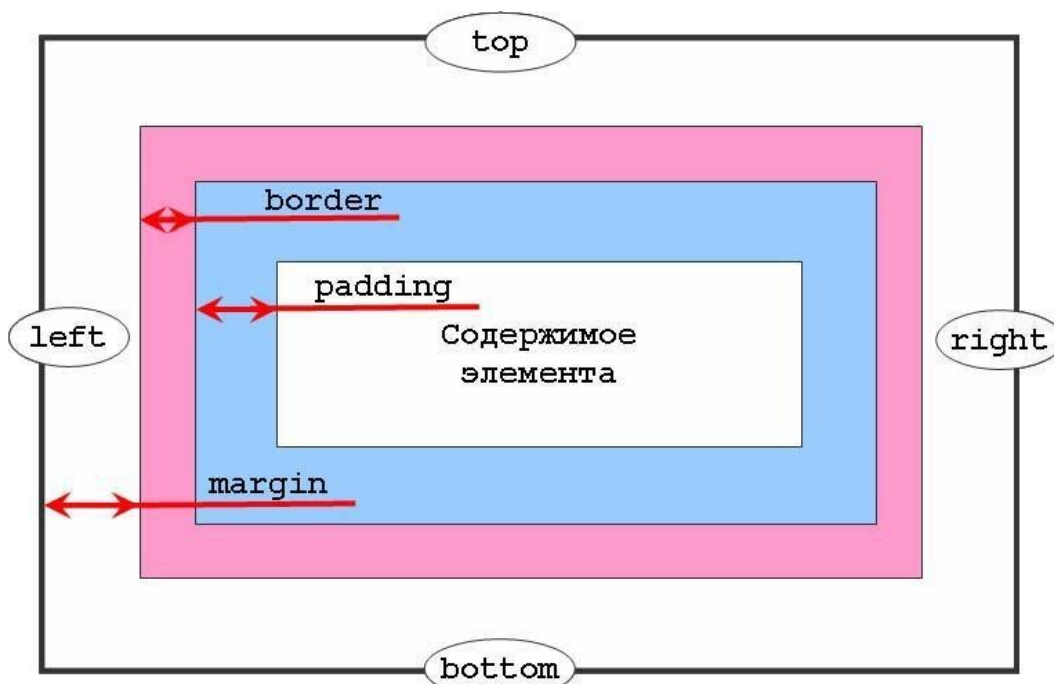 top
border
padding
left
right
Содержимое
элемента
margin
bottom